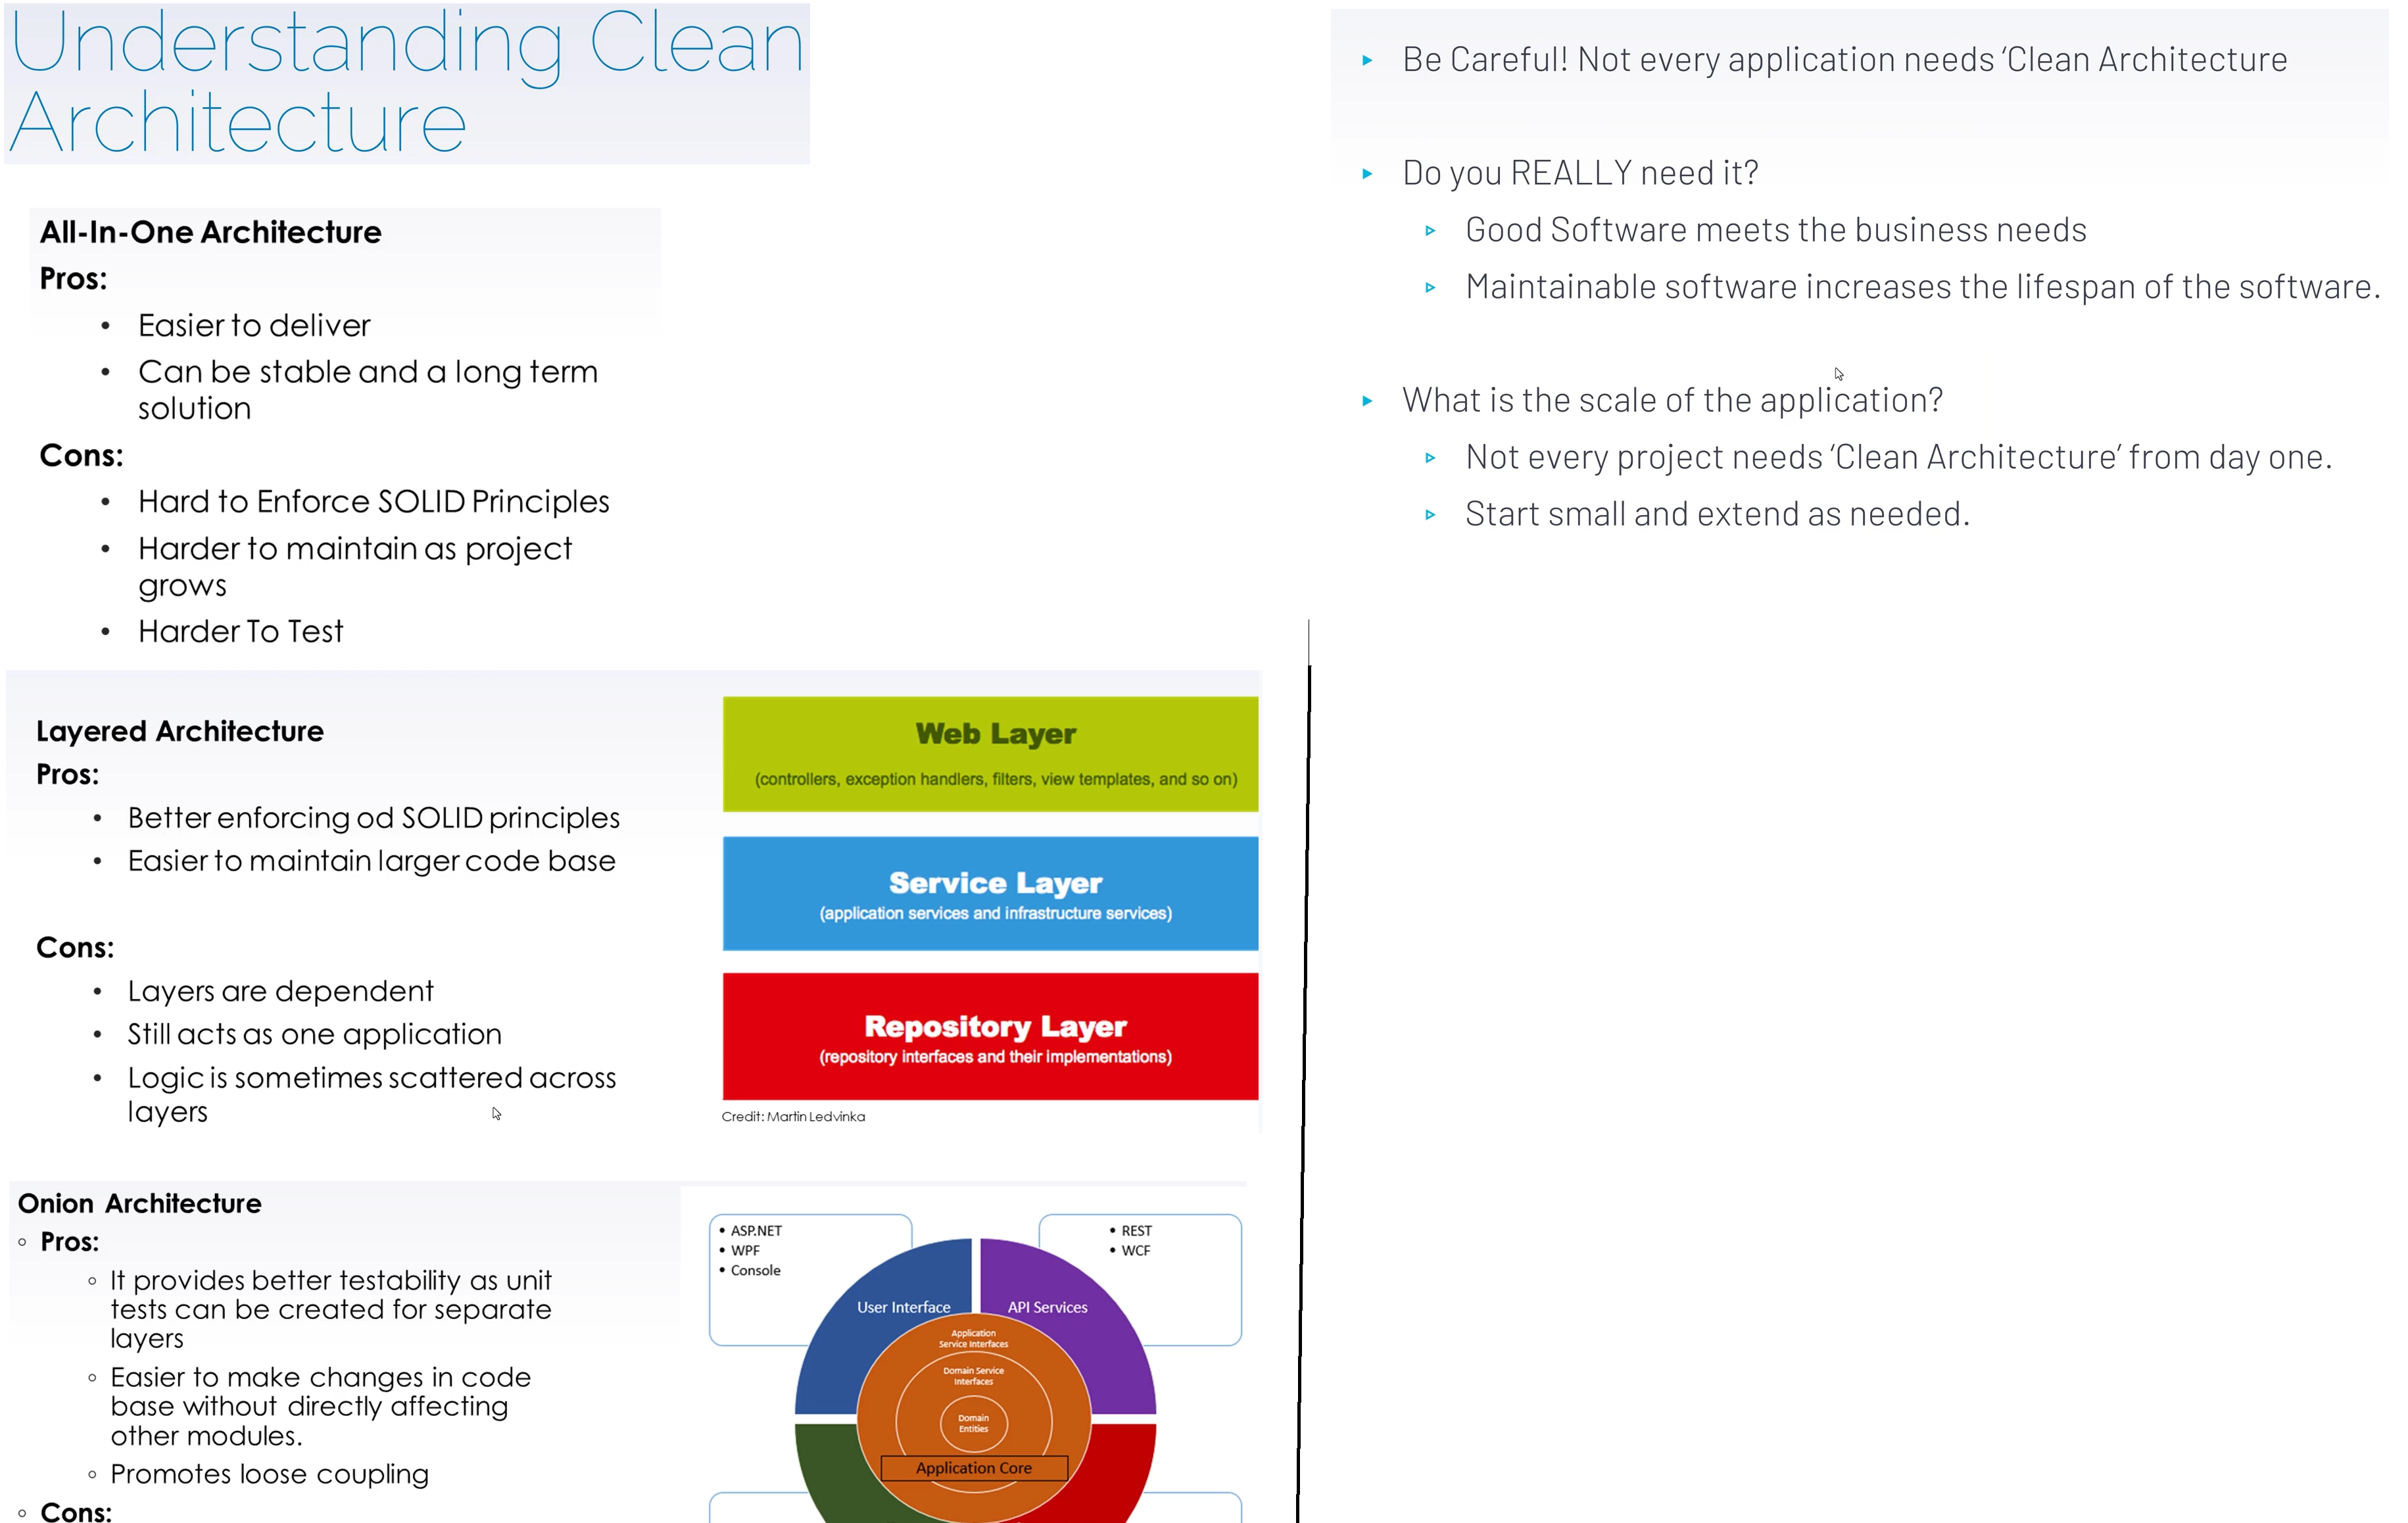 Understanding Clean
Architecture
All-In-One Architecture
Pros:
• Easier to deliver
• Can be stable and a long term
solution
Cons:
• Hard to Enforce SOLID Principles
• Harder to maintain as project
grows
• Harder To Test
Layered Architecture
Pros:
• Better enforcing od SOLID principles
• Easier to maintain larger code base
Cons:
• Layers are dependent
• Still acts as one application
• Logic is sometimes scattered across
layers
Web Layer
(controllers, exception handlers, filters, view templates, and so on)
Service Layer
(application services and infrastructure services)
Repository Layer
(repository interfaces and their implementations)
Credit: Martin Ledvinka
Onion Architecture
Pros:
It provides better testability as unit
tests can be created for separate
layers
Easier to make changes in code
base without directly affecting
other modules.
Promotes loose coupling
Cons:
• ASP.NET
• WPF
• Console
• REST
• WCF
User Interface
API Services
Application
Service Interfaces
Domain Service
Interfaces
Domain
Entities
Application Core
Be Careful! Not every application needs ‘Clean Architecture
Do you REALLY need it?
Good Software meets the business needs
Maintainable software increases the lifespan of the software.
What is the scale of the application?
Not every project needs ‘Clean Architecture’ from day one.
Start small and extend as needed.